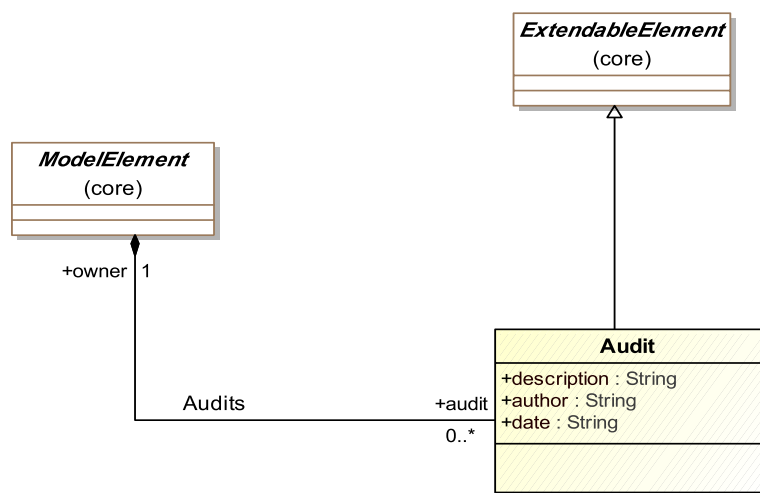 ExtendableElement
(core)
ModelElement
(core)
+owner 1
Audit
+description : String
+author : String
+date : String
Audits
+audit
0..*